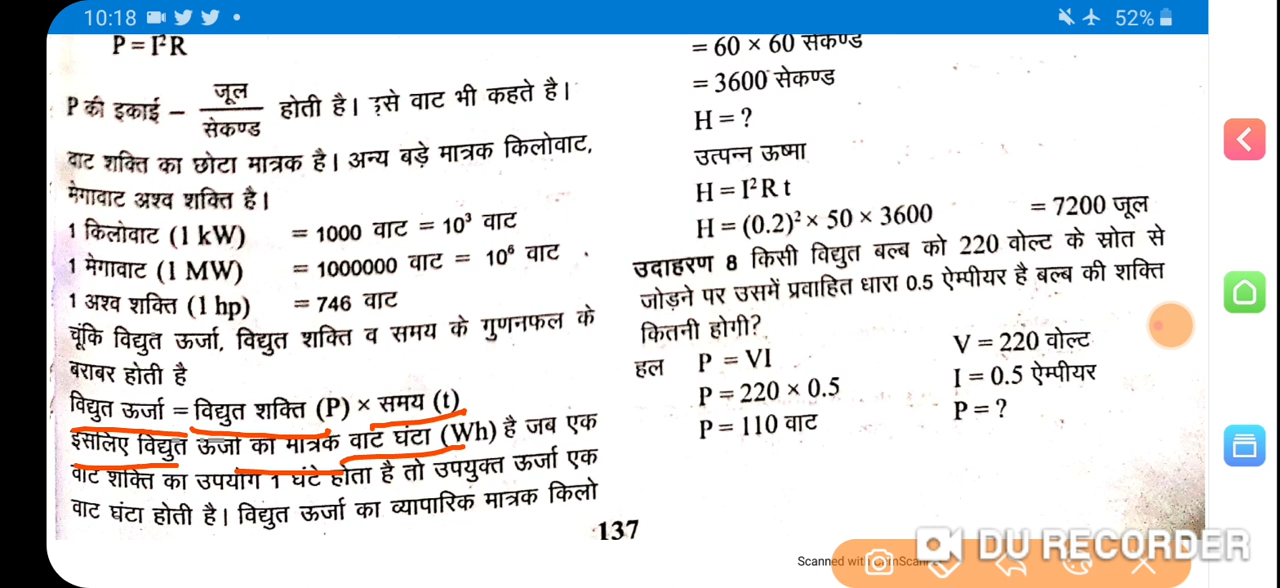 10:18
52%
P = I²R
P की इकाई – जूल/सेकण्ड होती है। इसे वाट भी कहते है।
वाट शक्ति का छोटा मात्रक है। अन्य बड़े मात्रक किलोवाट,
मेगावाट अश्व शक्ति है।
1 किलोवाट (1 kW) = 1000 वाट = 10³ वाट
1 मेगावाट (1 MW) = 1000000 वाट = 10⁶ वाट
1 अश्व शक्ति (1 hp) = 746 वाट
चूंकि विद्युत ऊर्जा, विद्युत शक्ति व समय के गुणनफल के
बराबर होती है
विद्युत ऊर्जा = विद्युत शक्ति (P) × समय (t)
इसलिए विद्युत ऊर्जा का मात्रक वाट घंटा (Wh) है जब एक
वाट शक्ति का उपयोग 1 घंटे होता है तो उपयुक्त ऊर्जा एक
वाट घंटा होती है। विद्युत ऊर्जा का व्यापारिक मात्रक किलो
= 60 × 60 सेकण्ड
= 3600 सेकण्ड
H = ?
उत्पन्न ऊष्मा
H = I²R t
H = (0.2)² × 50 × 3600 = 7200 जूल
उदाहरण 8 किसी विद्युत बल्ब को 220 वोल्ट के स्रोत से
जोड़ने पर उसमें प्रवाहित धारा 0.5 ऐम्पीयर है बल्ब की शक्ति
कितनी होगी?
हल P = VI V = 220 वोल्ट
P = 220 × 0.5 I = 0.5 ऐम्पीयर
P = 110 वाट P = ?
137
Scanned with
DU RECORDER